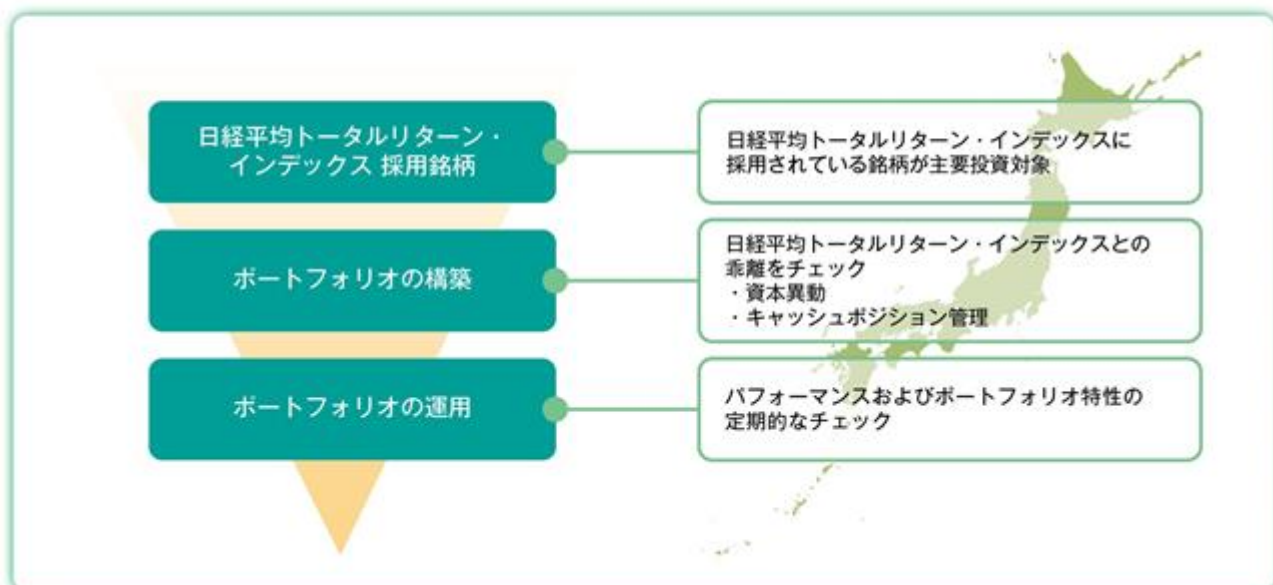 日経平均トータルリターン・
インデックス 採用銘柄
日経平均トータルリターン・インデックスに
採用されている銘柄が主要投資対象
ポートフォリオの構築
日経平均トータルリターン・インデックスとの
乖離をチェック
・資本異動
・キャッシュポジション管理
ポートフォリオの運用
パフォーマンスおよびポートフォリオ特性の
定期的なチェック